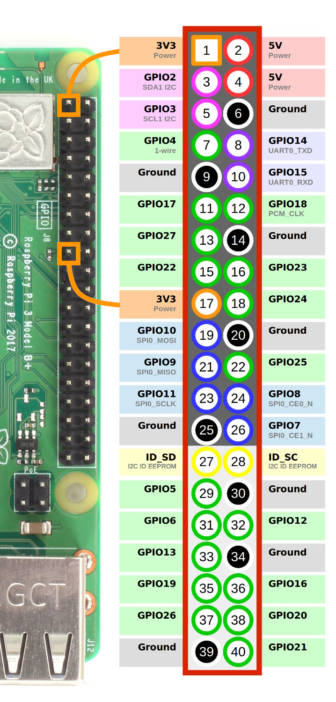 3V3
Power
1
2
5V
Power
GPIO2
SDA1 I2C
3
4
5V
Power
GPIO3
SCL1 I2C
5
6
Ground
GPIO4
1-wire
7
8
GPIO14
UART0_TXD
Ground
9
10
GPIO15
UART0_RXD
GPIO17
11
12
GPIO18
PCM_CLK
GPIO27
13
14
Ground
GPIO22
15
16
GPIO23
3V3
Power
17
18
GPIO24
GPIO10
SPI0_MOSI
19
20
Ground
GPIO9
SPI0_MISO
21
22
GPIO25
GPIO11
SPI0_SCLK
23
24
GPIO8
SPI0_CE0_N
Ground
25
26
GPIO7
SPI0_CE1_N
ID_SD
I2C ID EEPROM
27
28
ID_SC
I2C ID EEPROM
GPIO5
29
30
Ground
GPIO6
31
32
GPIO12
GPIO13
33
34
Ground
GPIO19
35
36
GPIO16
GPIO26
37
38
GPIO20
Ground
39
40
GPIO21
de in the UK
GPIO
J8
Raspberry Pi 3 Model B+
© Raspberry Pi 2017
PoE
GCT
J12